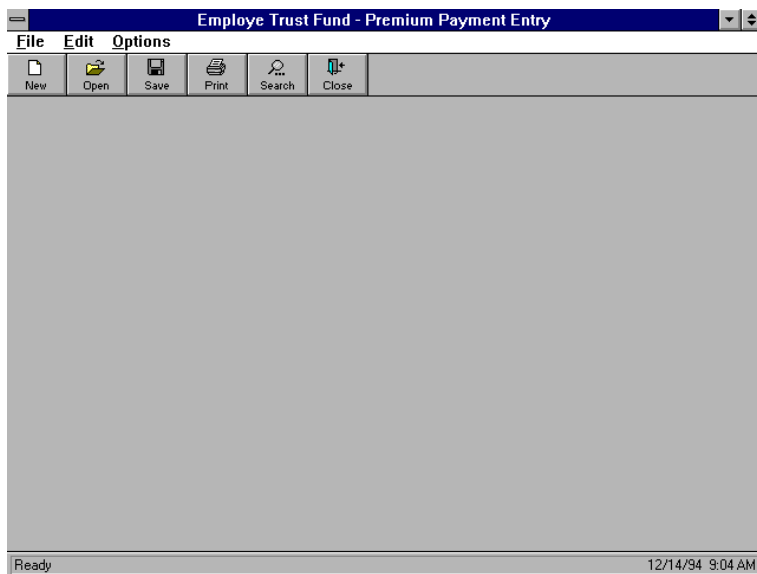 Employe Trust Fund - Premium Payment Entry
File Edit Options
New Open Save Print Search Close
Ready 12/14/94 9:04 AM